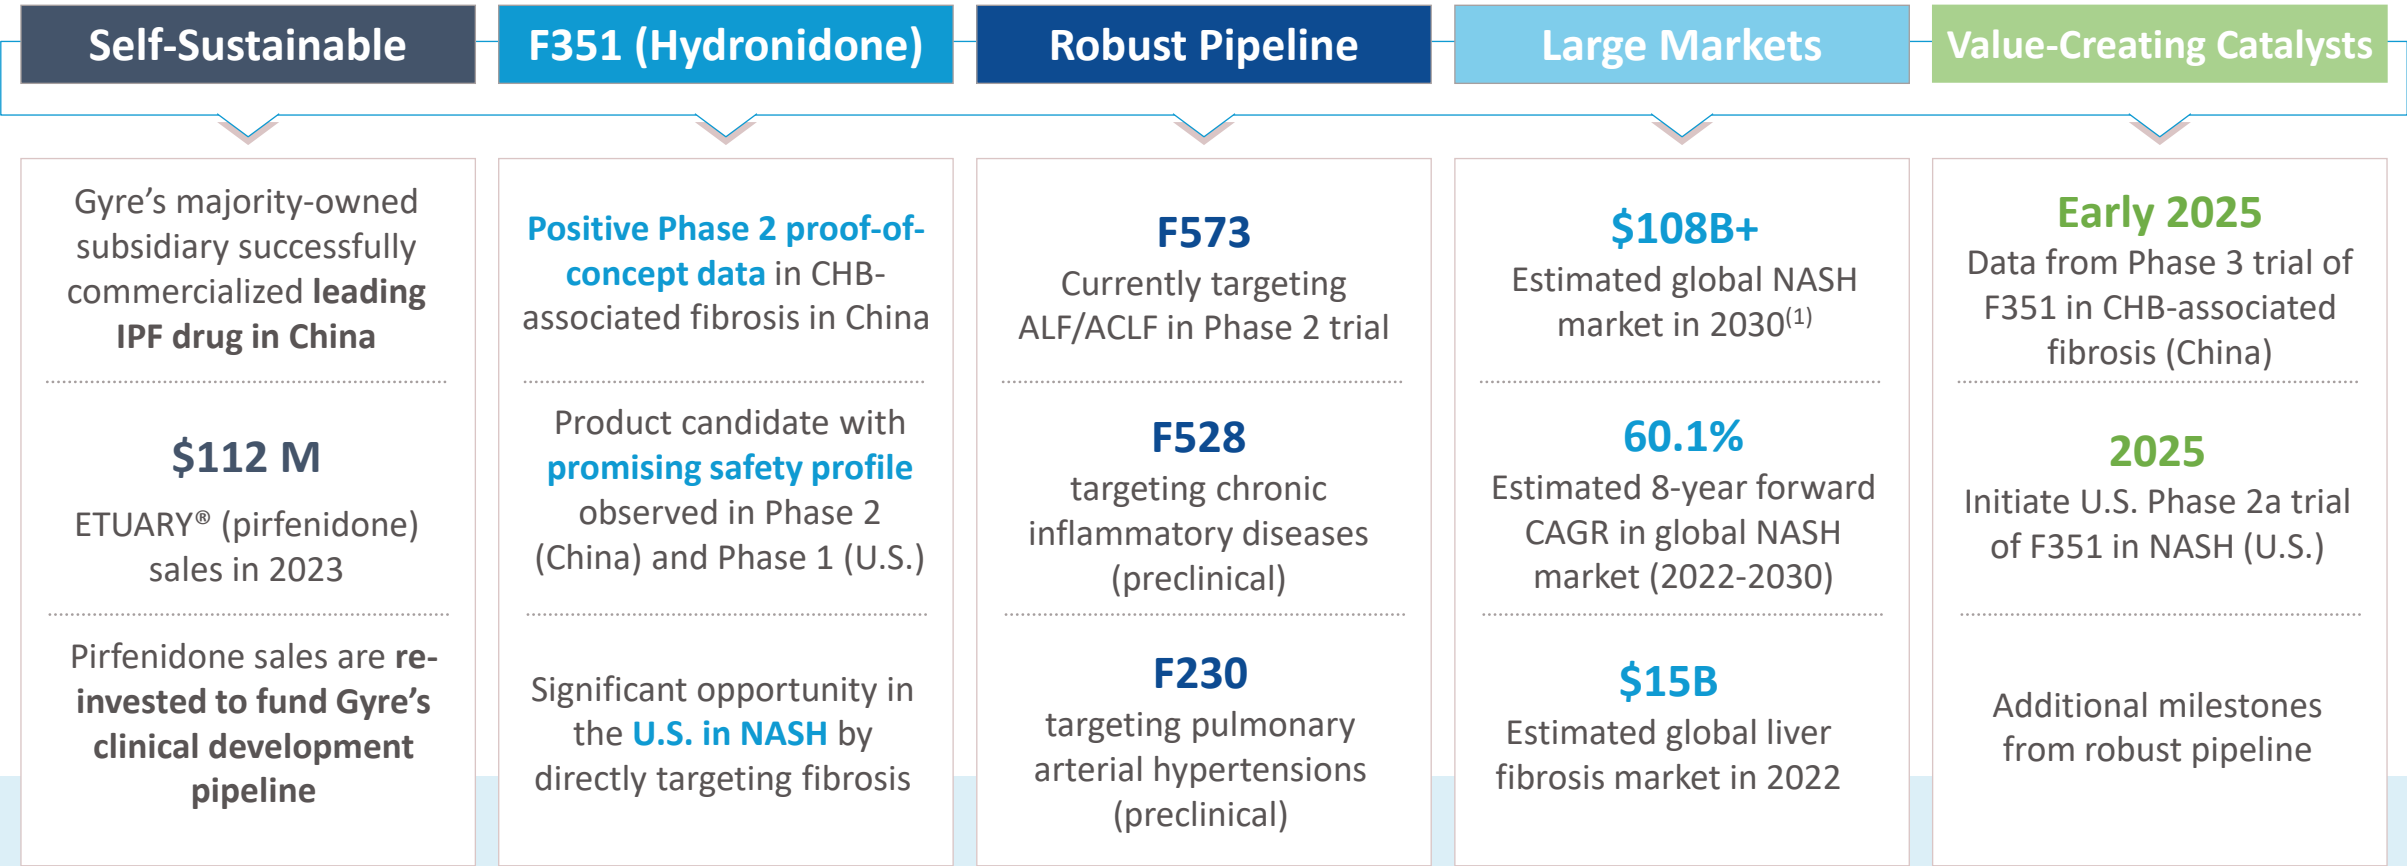 Self-Sustainable
Gyre's majority-owned
subsidiary successfully
commercialized leading
IPF drug in China
$112 M
ETUARY® (pirfenidone)
sales in 2023
Pirfenidone sales are re-
invested to fund Gyre's
clinical development
pipeline
F351 (Hydronidone)
Positive Phase 2 proof-of-
concept data in CHB-
associated fibrosis in China
Product candidate with
promising safety profile
observed in Phase 2
(China) and Phase 1 (U.S.)
Significant opportunity in
the U.S. in NASH by
directly targeting fibrosis
Robust Pipeline
F573
Currently targeting
ALF/ACLF in Phase 2 trial
F528
targeting chronic
inflammatory diseases
(preclinical)
F230
targeting pulmonary
arterial hypertensions
(preclinical)
Large Markets
$108B+
Estimated global NASH
market in 2030(1)
60.1%
Estimated 8-year forward
CAGR in global NASH
market (2022-2030)
$15B
Estimated global liver
fibrosis market in 2022
Value-Creating Catalysts
Early 2025
Data from Phase 3 trial of
F351 in CHB-associated
fibrosis (China)
2025
Initiate U.S. Phase 2a trial
of F351 in NASH (U.S.)
Additional milestones
from robust pipeline